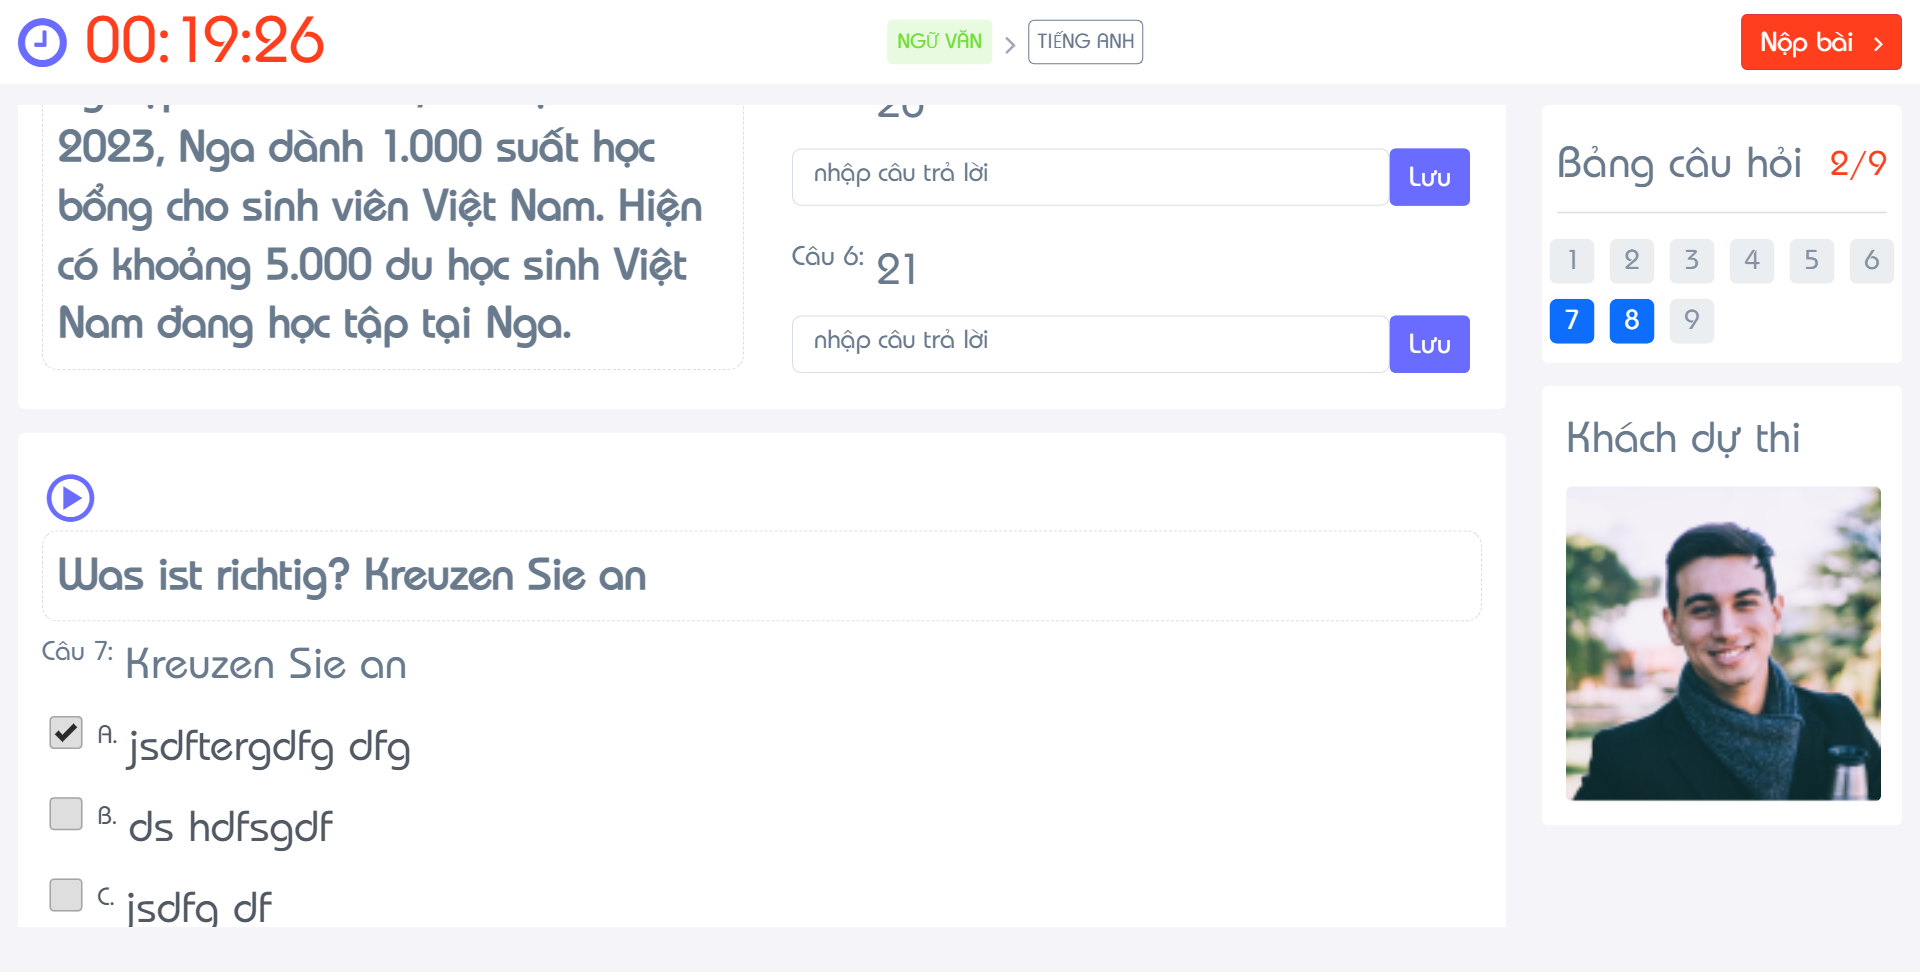 00:19:26
NGỮ VĂN
TIẾNG ANH
Nộp bài
2023, Nga dành 1.000 suất học
bổng cho sinh viên Việt Nam. Hiện
có khoảng 5.000 du học sinh Việt
Nam đang học tập tại Nga.
20
nhập câu trả lời
Lưu
Câu 6: 21
nhập câu trả lời
Lưu
Was ist richtig? Kreuzen Sie an
Câu 7: Kreuzen Sie an
A. jsdftergdfg dfg
B. ds hdfsgdf
C. jsdfg df
Bảng câu hỏi 2/9
1 2 3 4 5 6
7 8 9
Khách dự thi